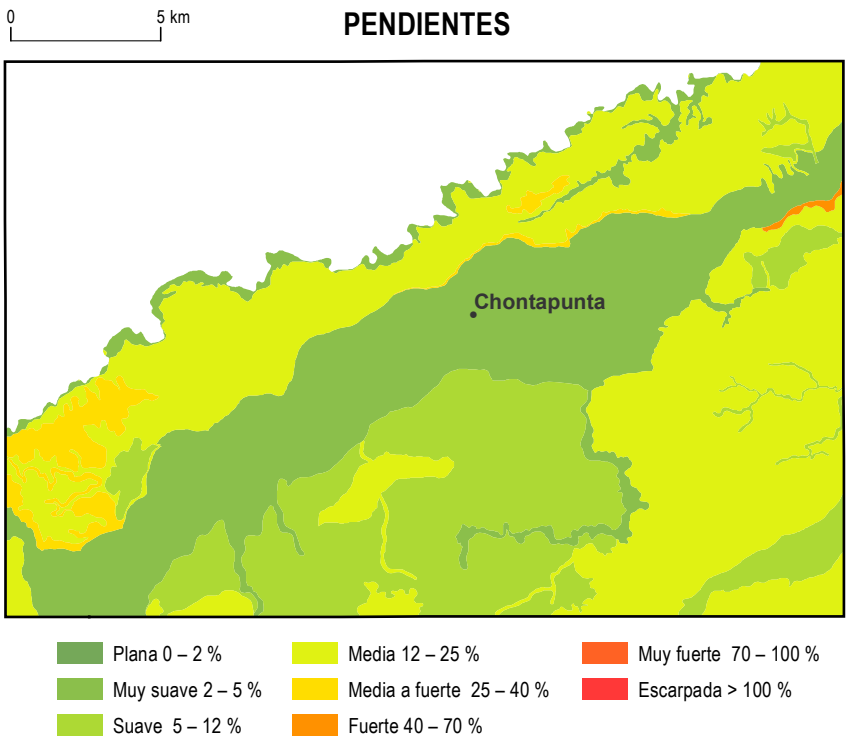 0 5 km
PENDIENTES
Chontapunta
Plana 0 – 2 %
Muy suave 2 – 5 %
Suave 5 – 12 %
Media 12 – 25 %
Media a fuerte 25 – 40 %
Fuerte 40 – 70 %
Muy fuerte 70 – 100 %
Escarpada > 100 %